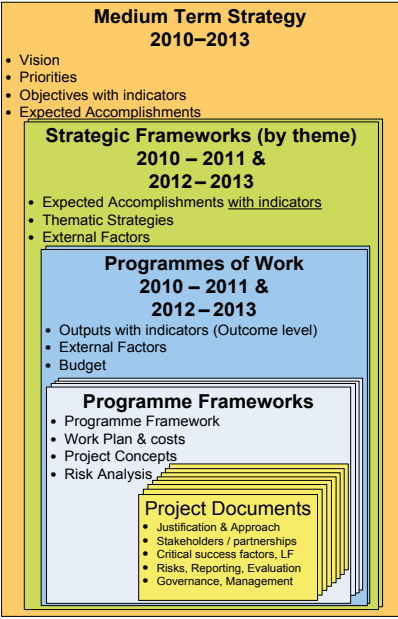 Medium Term Strategy
2010–2013
• Vision
• Priorities
• Objectives with indicators
• Expected Accomplishments
Strategic Frameworks (by theme)
2010 – 2011 &
2012 – 2013
• Expected Accomplishments with indicators
• Thematic Strategies
• External Factors
Programmes of Work
2010 – 2011 &
2012 – 2013
• Outputs with indicators (Outcome level)
• External Factors
• Budget
Programme Frameworks
• Programme Framework
• Work Plan & costs
• Project Concepts
• Risk Analysis
Project Documents
• Justification & Approach
• Stakeholders / partnerships
• Critical success factors, LF
• Risks, Reporting, Evaluation
• Governance, Management